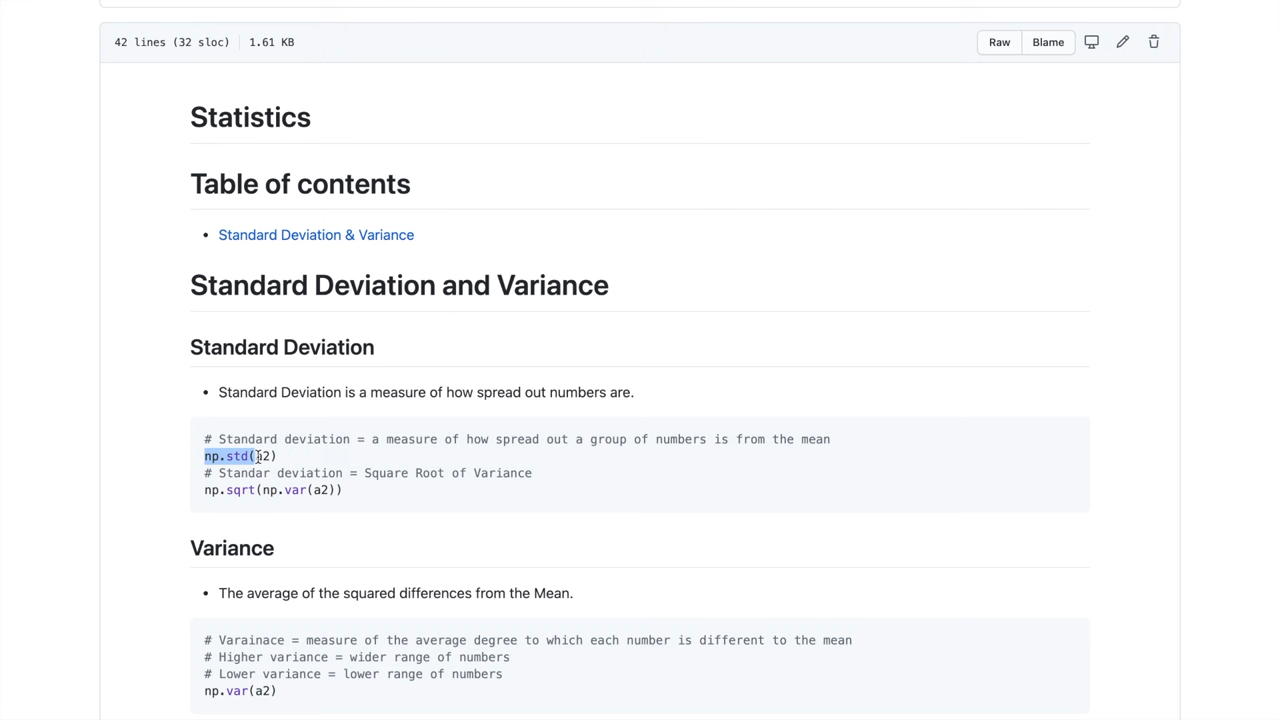 42 lines (32 sloc) 1.61 KB Raw Blame
Statistics
Table of contents
• Standard Deviation & Variance
Standard Deviation and Variance
Standard Deviation
• Standard Deviation is a measure of how spread out numbers are.
# Standard deviation = a measure of how spread out a group of numbers is from the mean
np.std(a2)
# Standar deviation = Square Root of Variance
np.sqrt(np.var(a2))
Variance
• The average of the squared differences from the Mean.
# Varainace = measure of the average degree to which each number is different to the mean
# Higher variance = wider range of numbers
# Lower variance = lower range of numbers
np.var(a2)